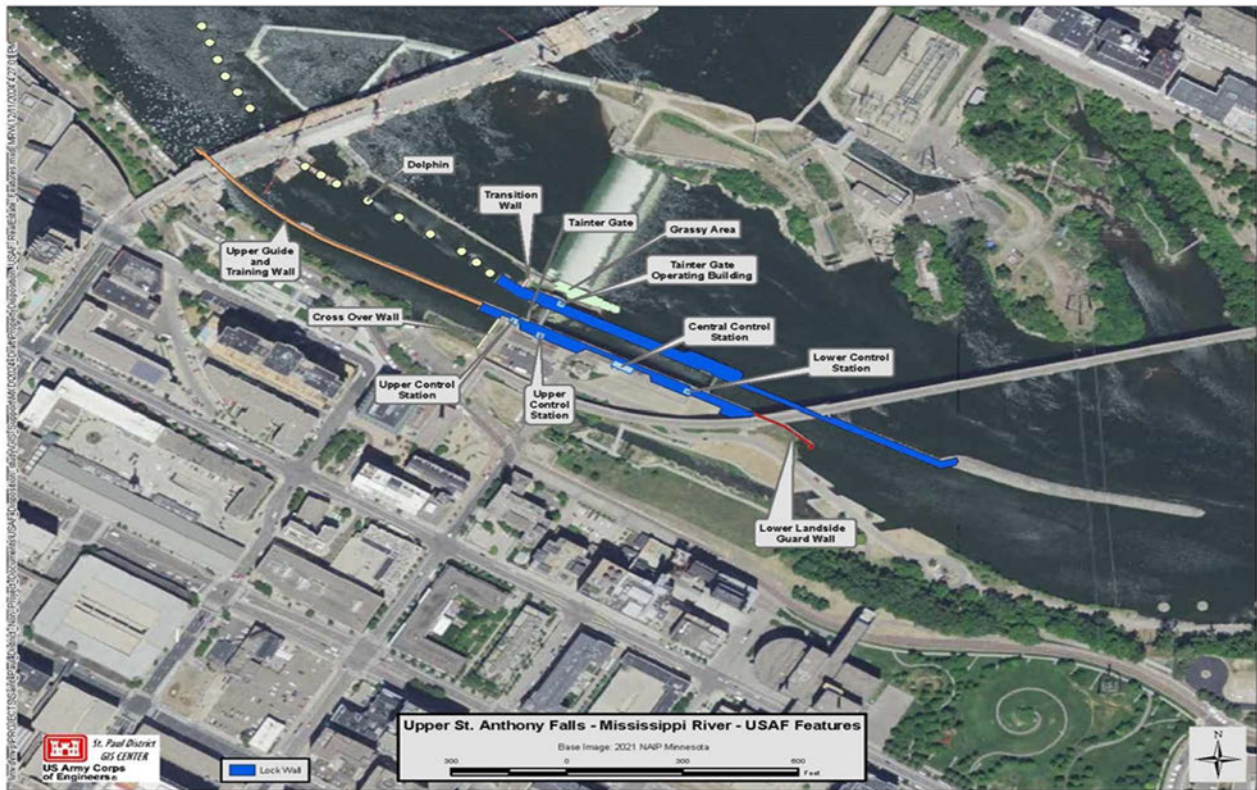 Dolphin
Transition
Wall
Tainter Gate
Grassy Area
Upper Guide
and
Training Wall
Tainter Gate
Operating Building
Cross Over Wall
Central Control
Station
Lower Control
Station
Upper Control
Station
Upper
Control
Station
Lower Landside
Guard Wall
Upper St. Anthony Falls - Mississippi River - USAF Features
Base Image: 2021 NAIP Minnesota
300 0 300 600
Feet
St. Paul District
GIS CENTER
US Army Corps
of Engineers®
Lock Wall
N